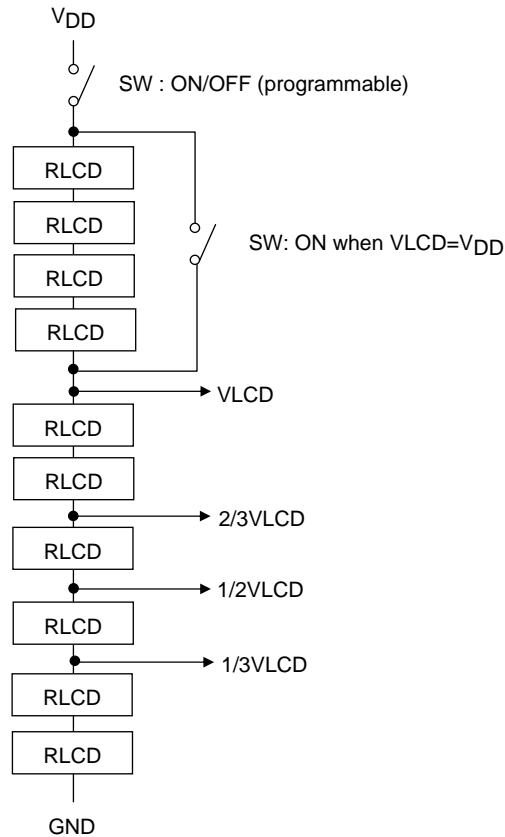 VDD
SW : ON/OFF (programmable)
RLCD
RLCD
SW: ON when VLCD=VDD
RLCD
RLCD
VLCD
RLCD
RLCD
2/3VLCD
RLCD
1/2VLCD
RLCD
1/3VLCD
RLCD
RLCD
GND